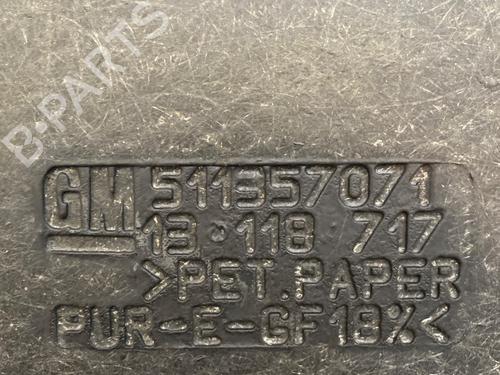 B-PARTS
GM 511357071
13 118 717
>PET.PAPER
PUR-E-GF18%<